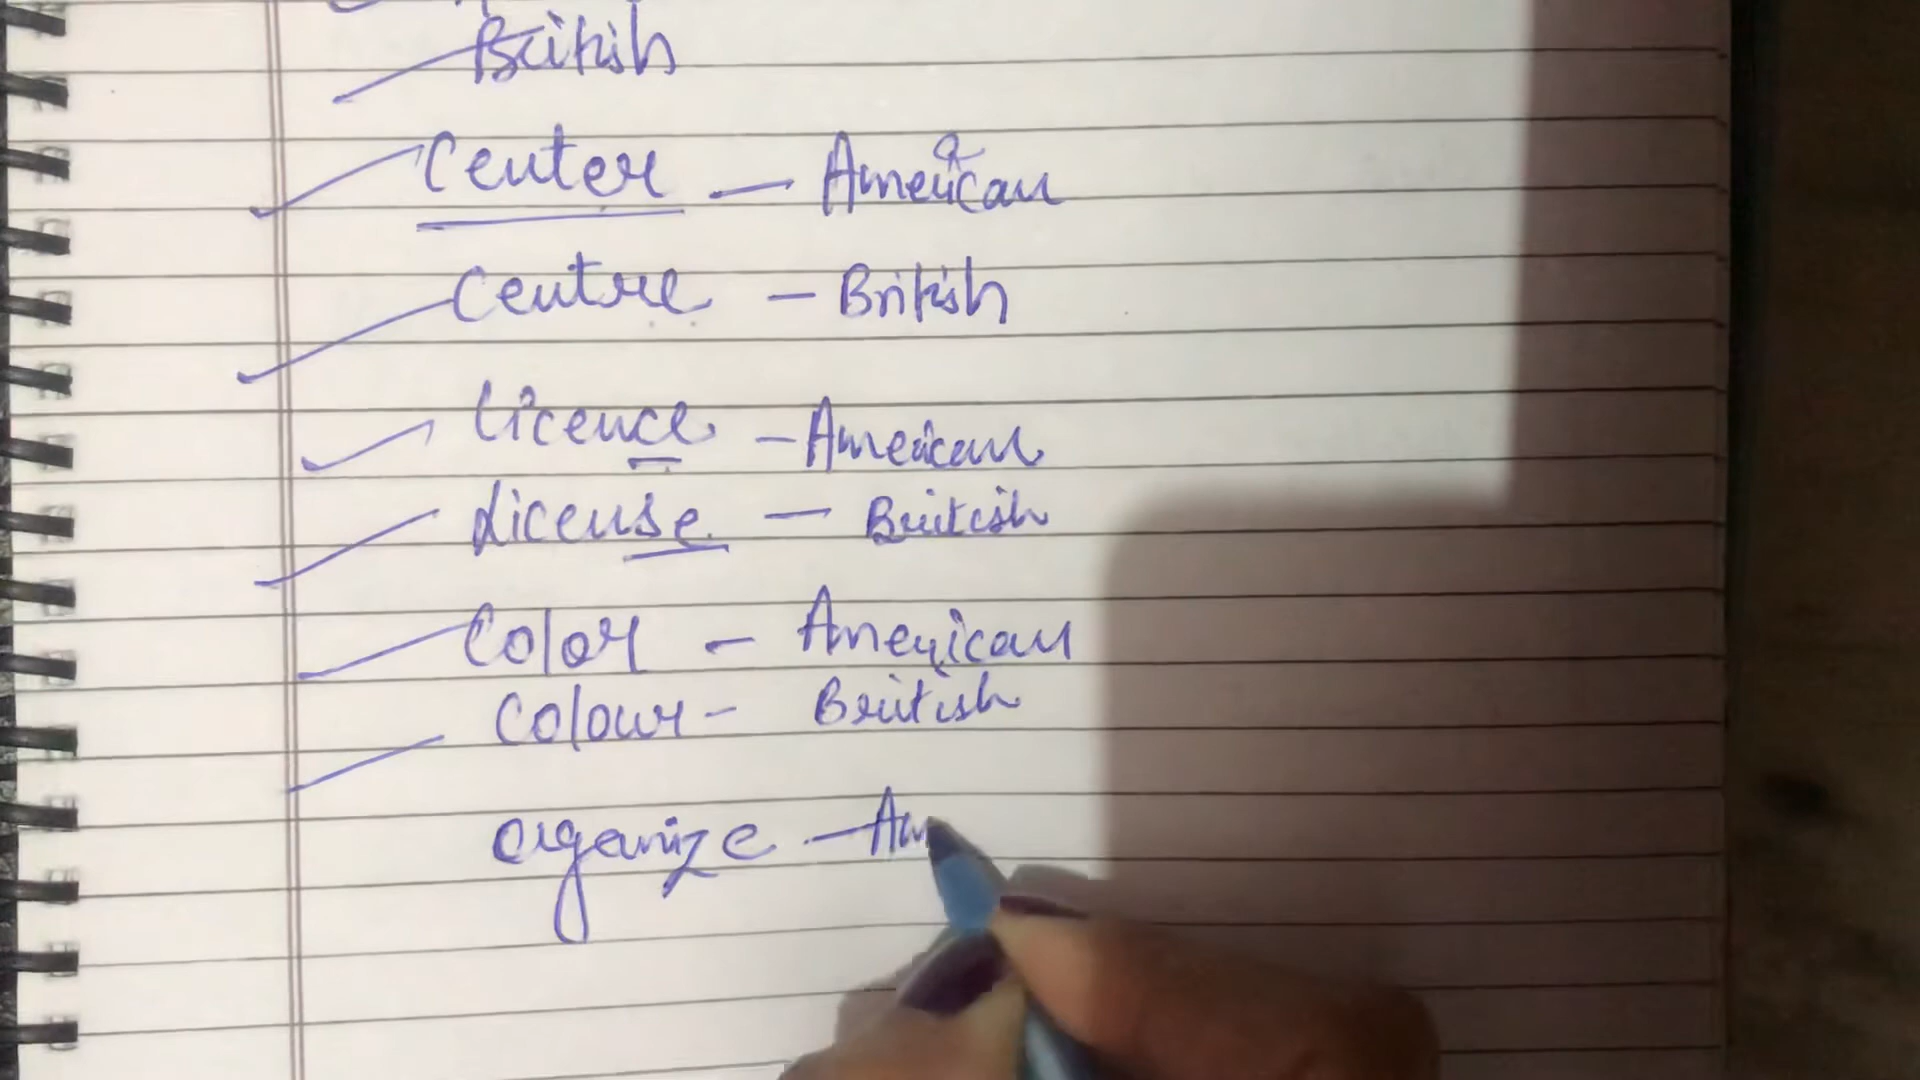 British
Center - American
Centre - British
Licence - American
License - British
Color - American
Colour - British
organize - Am